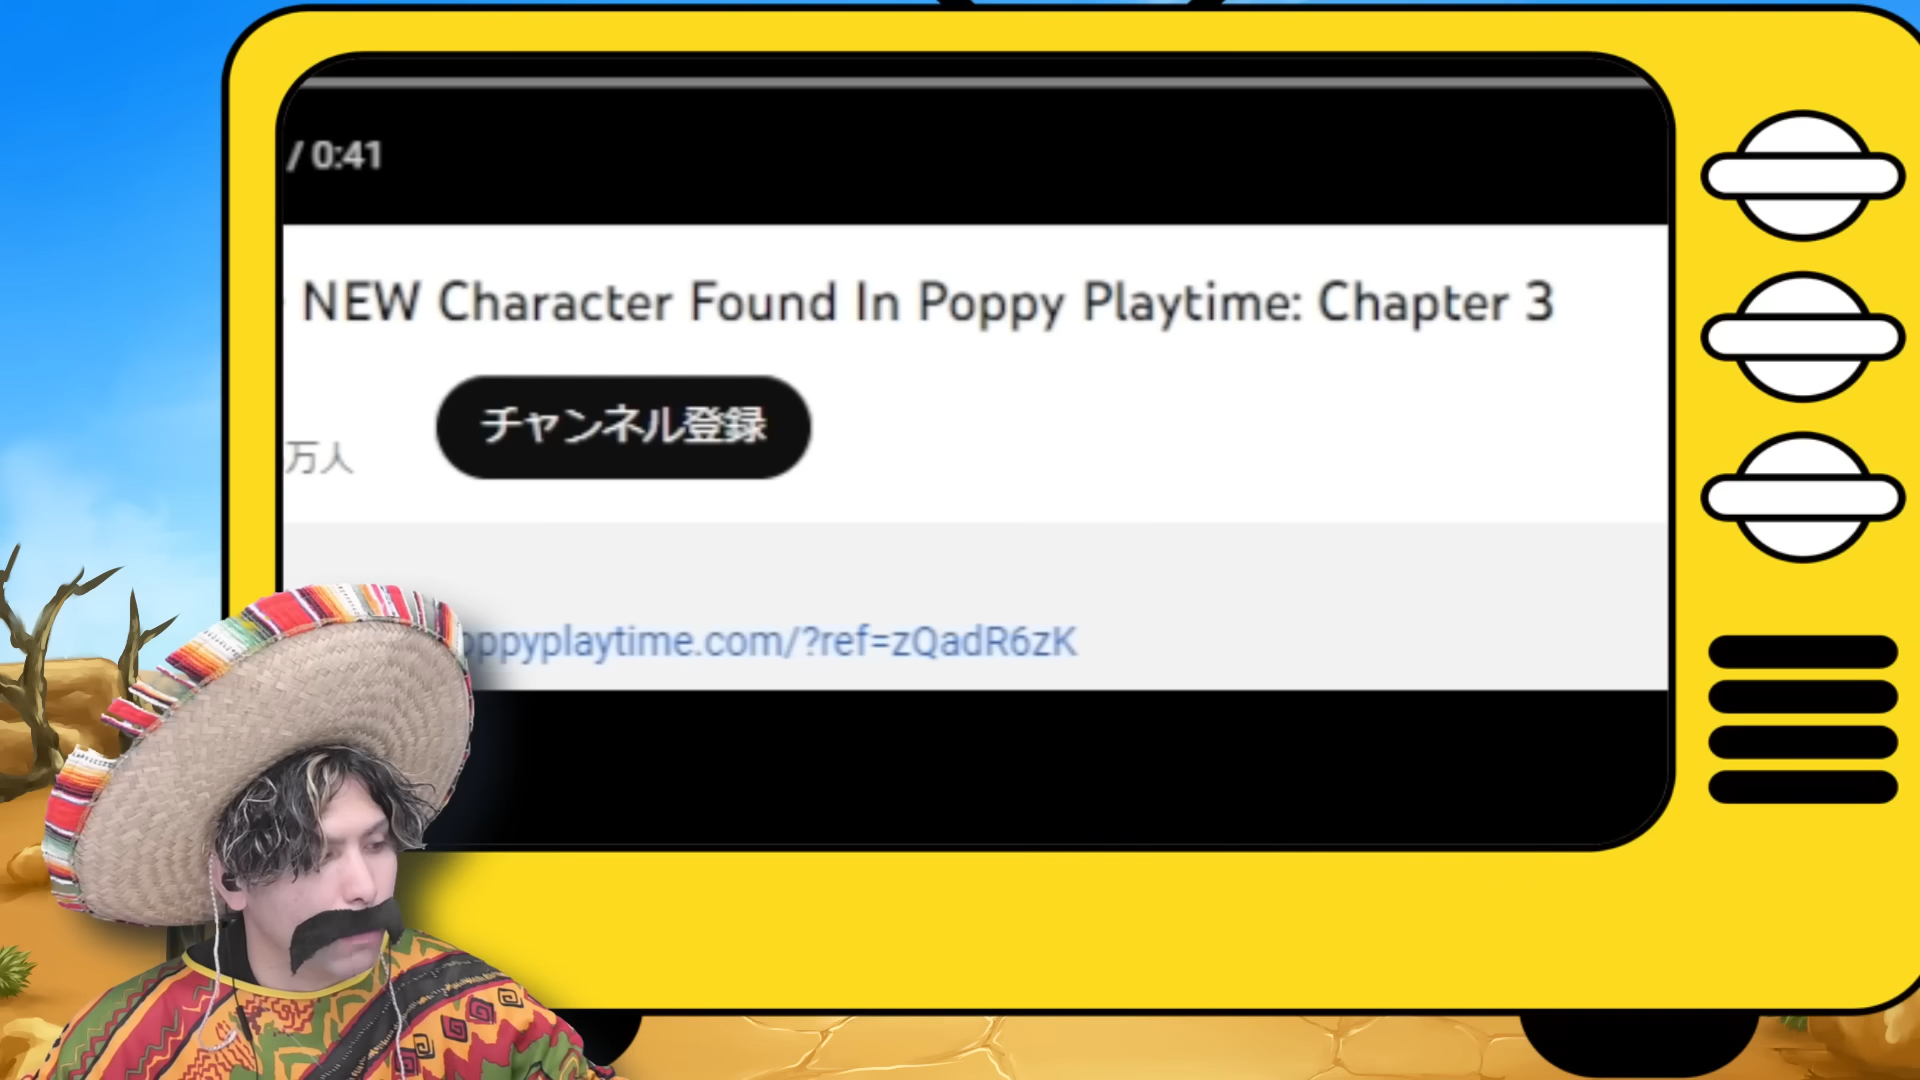 / 0:41
NEW Character Found In Poppy Playtime: Chapter 3
チャンネル登録
万人
oppyplaytime.com/?ref=zQadR6zK